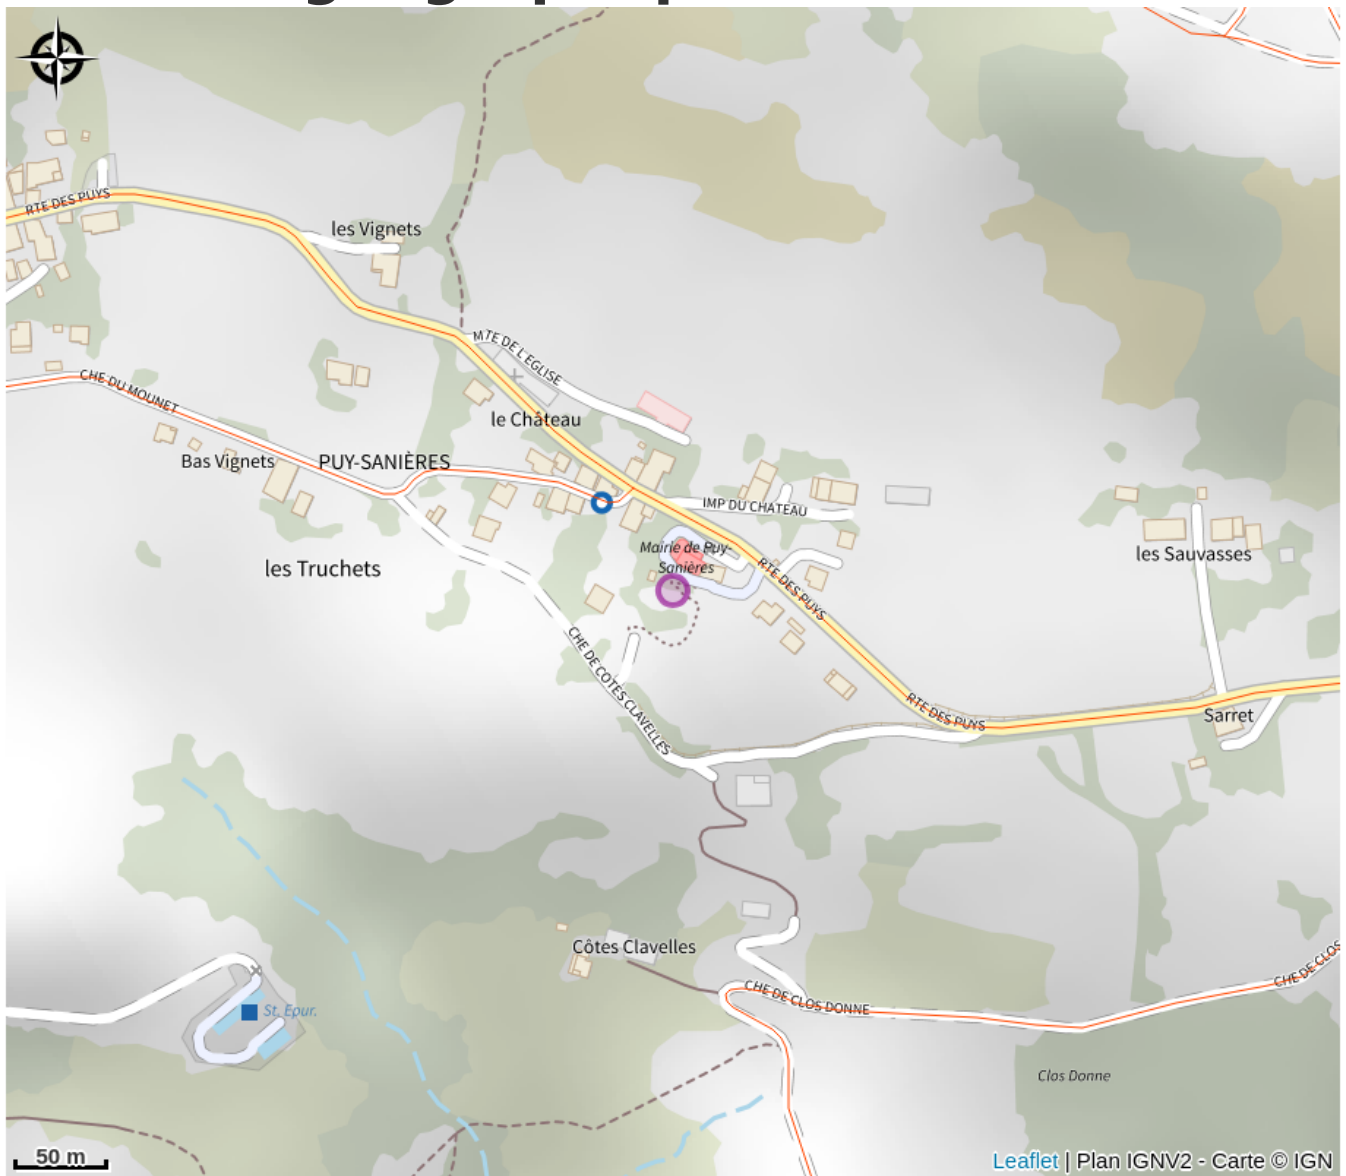 RTE DES PUYS
les Vignets
MTE DE L'EGLISE
CHE DU MOUNET
le Château
Bas Vignets
PUY-SANIÈRES
IMP DU CHATEAU
Mairie de Puy-
Sanières
les Sauvasses
les Truchets
RTE DES PUYS
CHE DE COTES CLAVELLES
RTE DES PUYS
Sarret
Côtes Clavelles
CHE DE CLOS DONNE
CHE DE CLOS
St. Epur.
Clos Donne
50 m
Leaflet | Plan IGNV2 - Carte © IGN